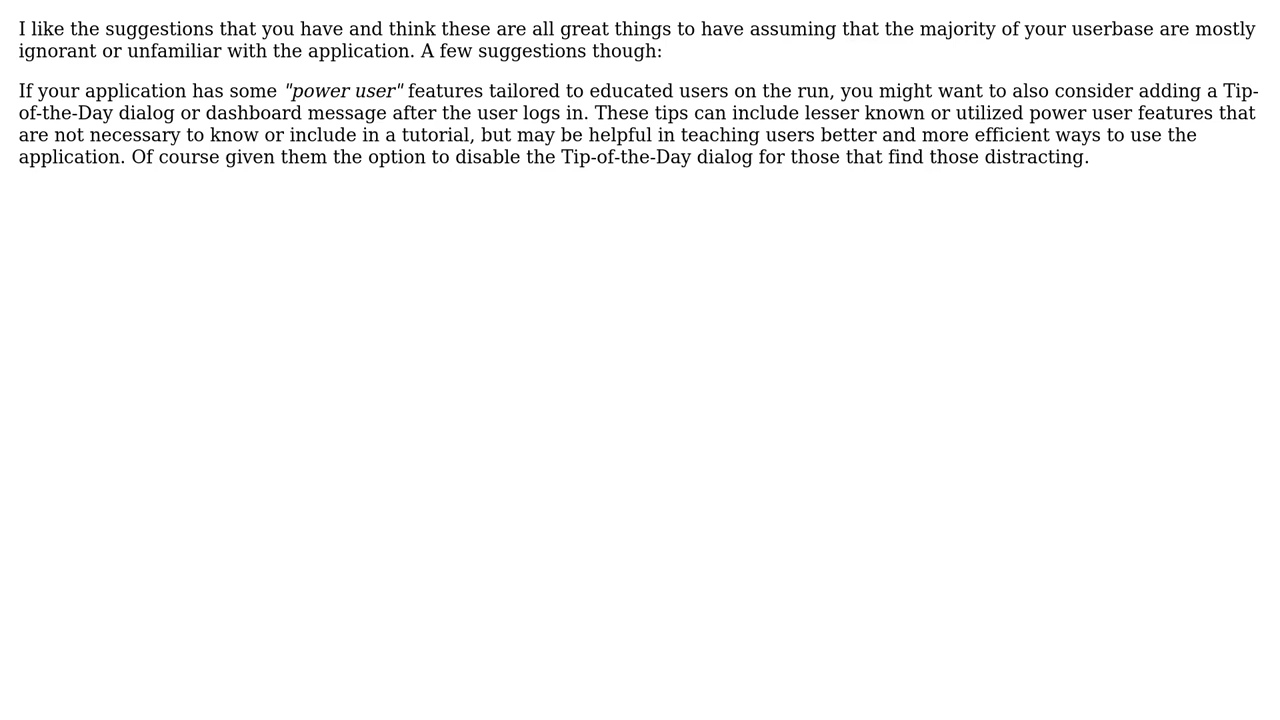 I like the suggestions that you have and think these are all great things to have assuming that the majority of your userbase are mostly
ignorant or unfamiliar with the application. A few suggestions though:
If your application has some "power user" features tailored to educated users on the run, you might want to also consider adding a Tip-
of-the-Day dialog or dashboard message after the user logs in. These tips can include lesser known or utilized power user features that
are not necessary to know or include in a tutorial, but may be helpful in teaching users better and more efficient ways to use the
application. Of course given them the option to disable the Tip-of-the-Day dialog for those that find those distracting.